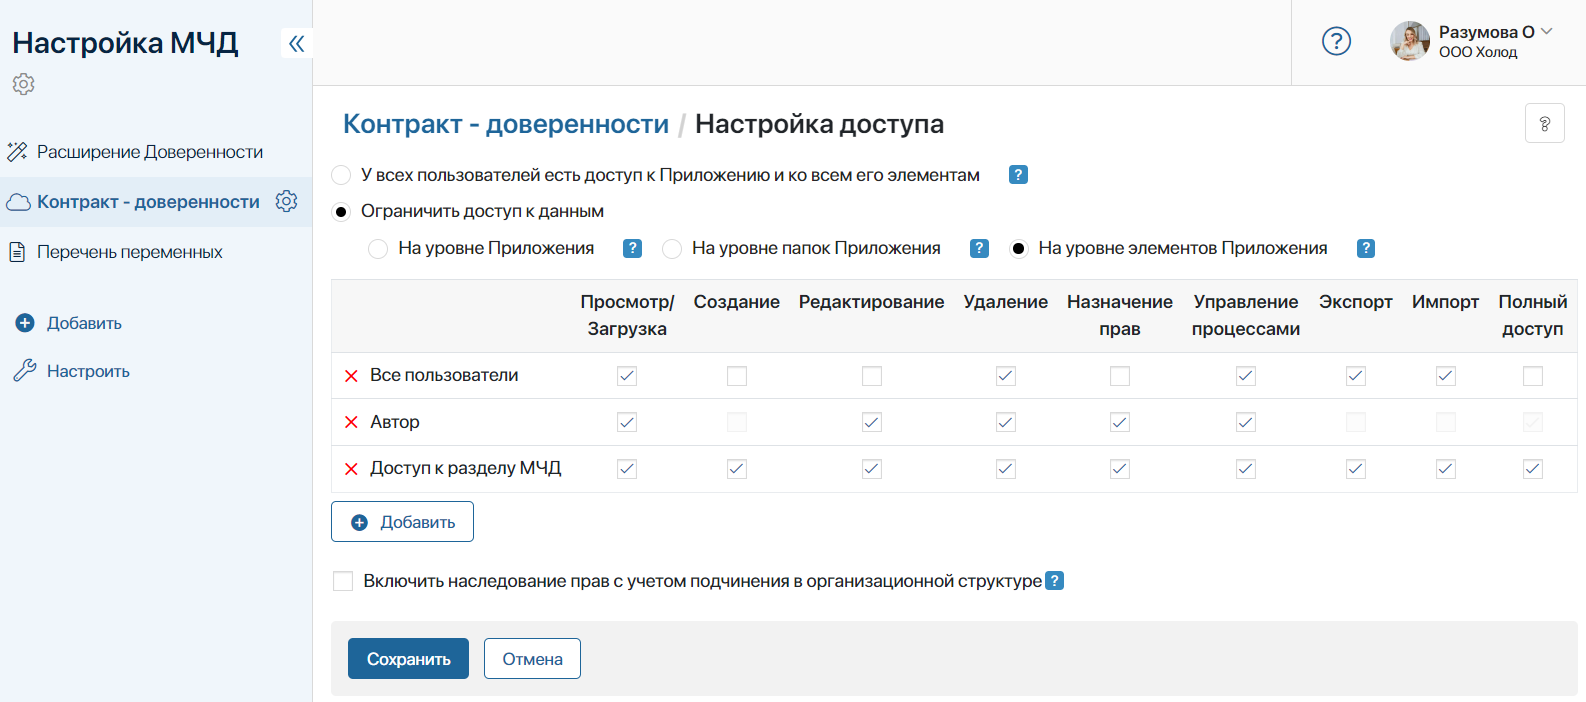 Настройка МЧД
Разумова О
ООО Холод
Расширение Доверенности
Контракт - доверенности
Перечень переменных
Добавить
Настроить
Контракт - доверенности / Настройка доступа
?
У всех пользователей есть доступ к Приложению и ко всем его элементам ?
Ограничить доступ к данным
На уровне Приложения ? На уровне папок Приложения ? На уровне элементов Приложения ?
Просмотр/ Создание Редактирование Удаление Назначение Управление Экспорт Импорт Полный
Загрузка прав процессами доступ
Все пользователи
Автор
Доступ к разделу МЧД
Добавить
Включить наследование прав с учетом подчинения в организационной структуре ?
Сохранить Отмена